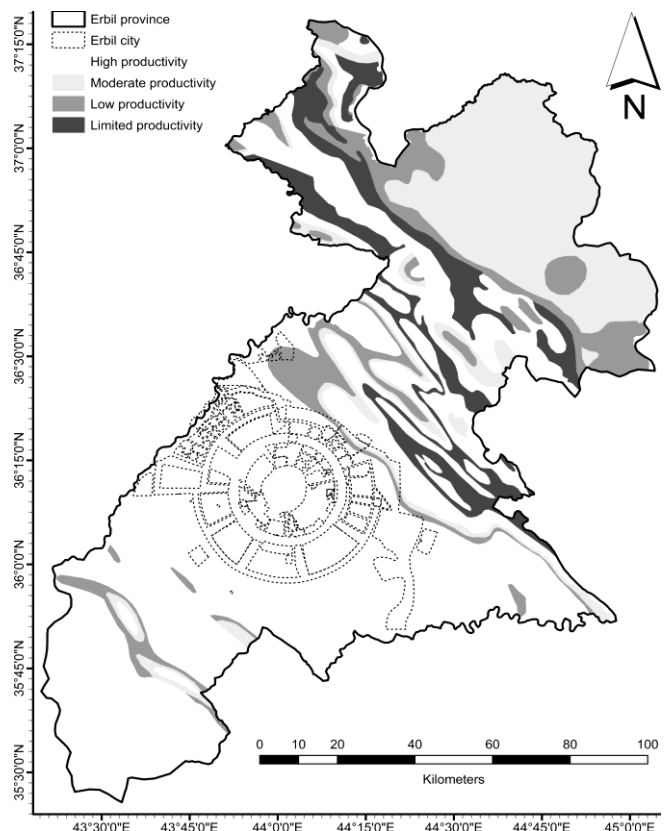 Erbil province
Erbil city
High productivity
Moderate productivity
Low productivity
Limited productivity
N
37°15'0"N
37°0'0"N
36°45'0"N
36°30'0"N
36°15'0"N
36°0'0"N
35°45'0"N
35°30'0"N
0 10 20 40 60 80 100
Kilometers
43°30'0"E 43°45'0"E 44°0'0"E 44°15'0"E 44°30'0"E 44°45'0"E 45°0'0"E